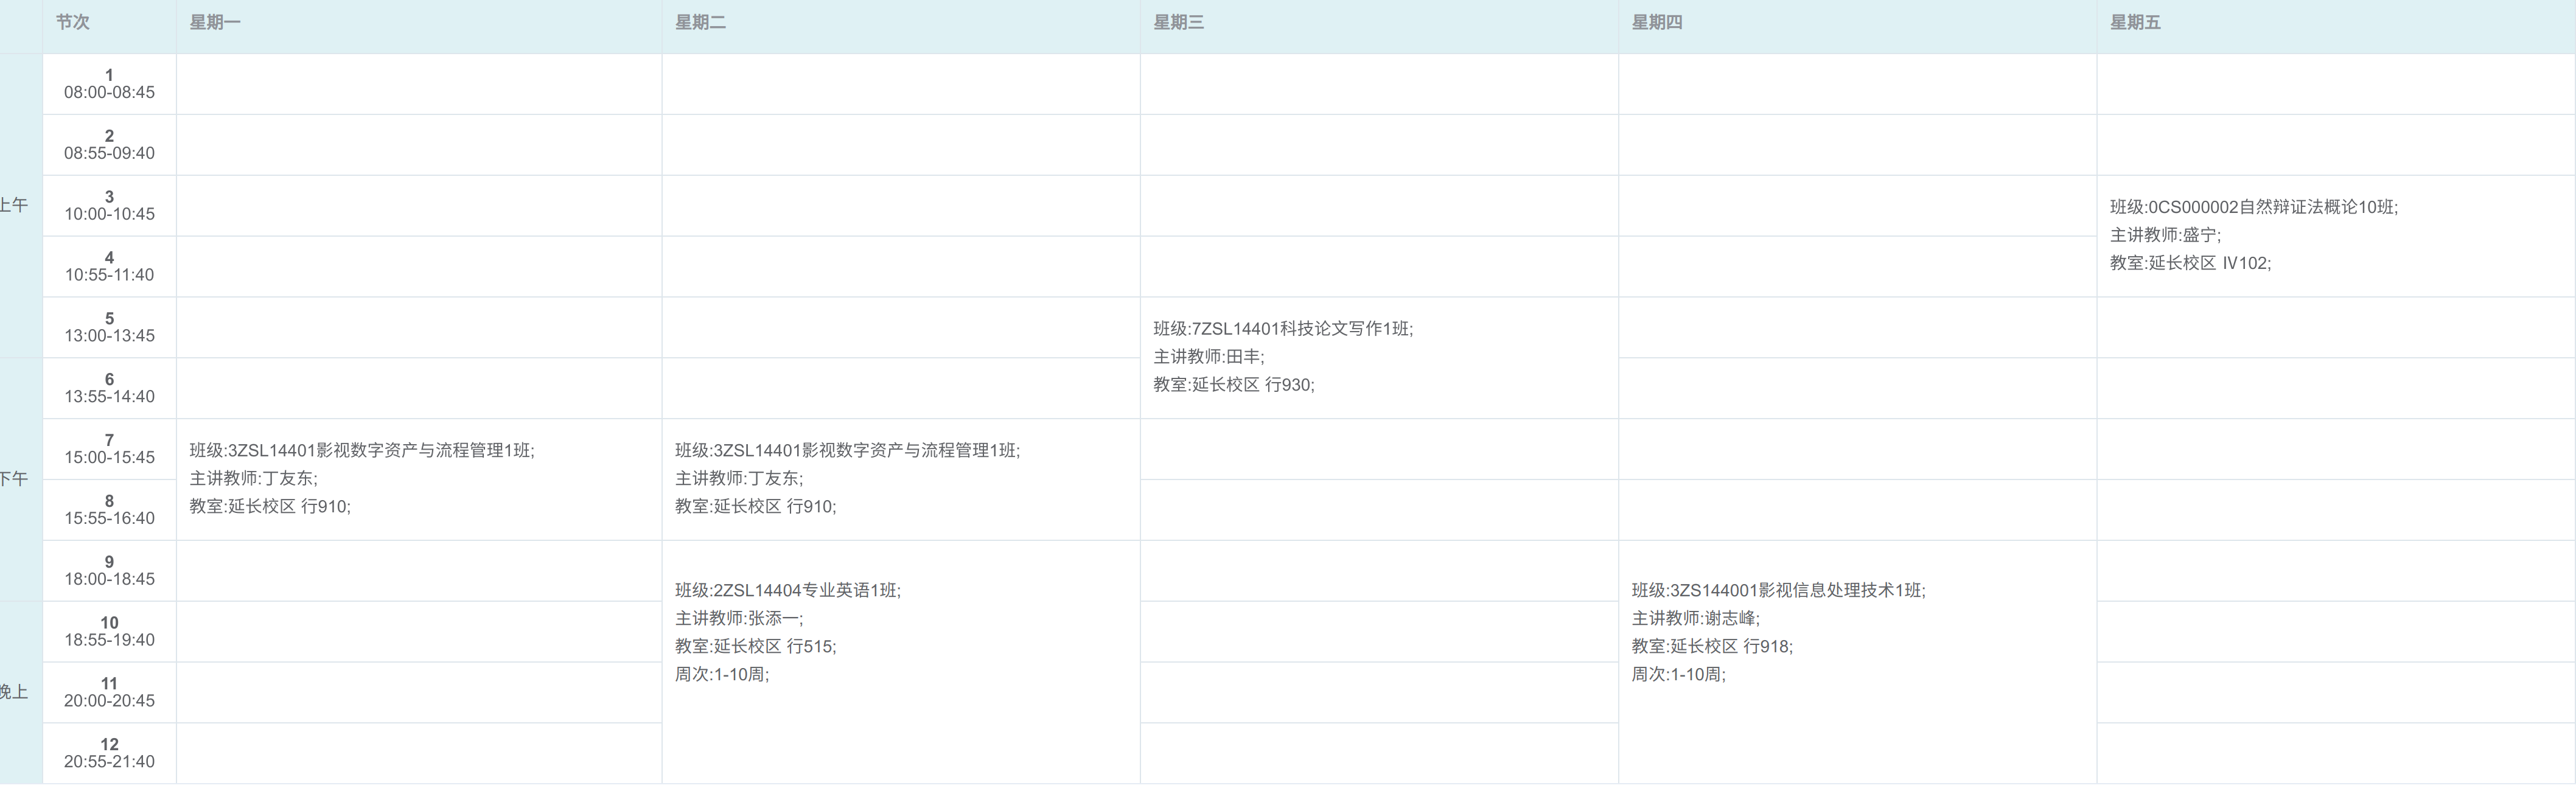 节次 星期一 星期二 星期三 星期四 星期五
上午
1
08:00-08:45
2
08:55-09:40
3
10:00-10:45
4
10:55-11:40
班级:0CS000002自然辩证法概论10班;
主讲教师:盛宁;
教室:延长校区 IV102;
5
13:00-13:45
下午
6
13:55-14:40
班级:7ZSL14401科技论文写作1班;
主讲教师:田丰;
教室:延长校区 行930;
7
15:00-15:45
8
15:55-16:40
班级:3ZSL14401影视数字资产与流程管理1班;
主讲教师:丁友东;
教室:延长校区 行910;
班级:3ZSL14401影视数字资产与流程管理1班;
主讲教师:丁友东;
教室:延长校区 行910;
9
18:00-18:45
晚上
10
18:55-19:40
11
20:00-20:45
12
20:55-21:40
班级:2ZSL14404专业英语1班;
主讲教师:张添一;
教室:延长校区 行515;
周次:1-10周;
班级:3ZS144001影视信息处理技术1班;
主讲教师:谢志峰;
教室:延长校区 行918;
周次:1-10周;